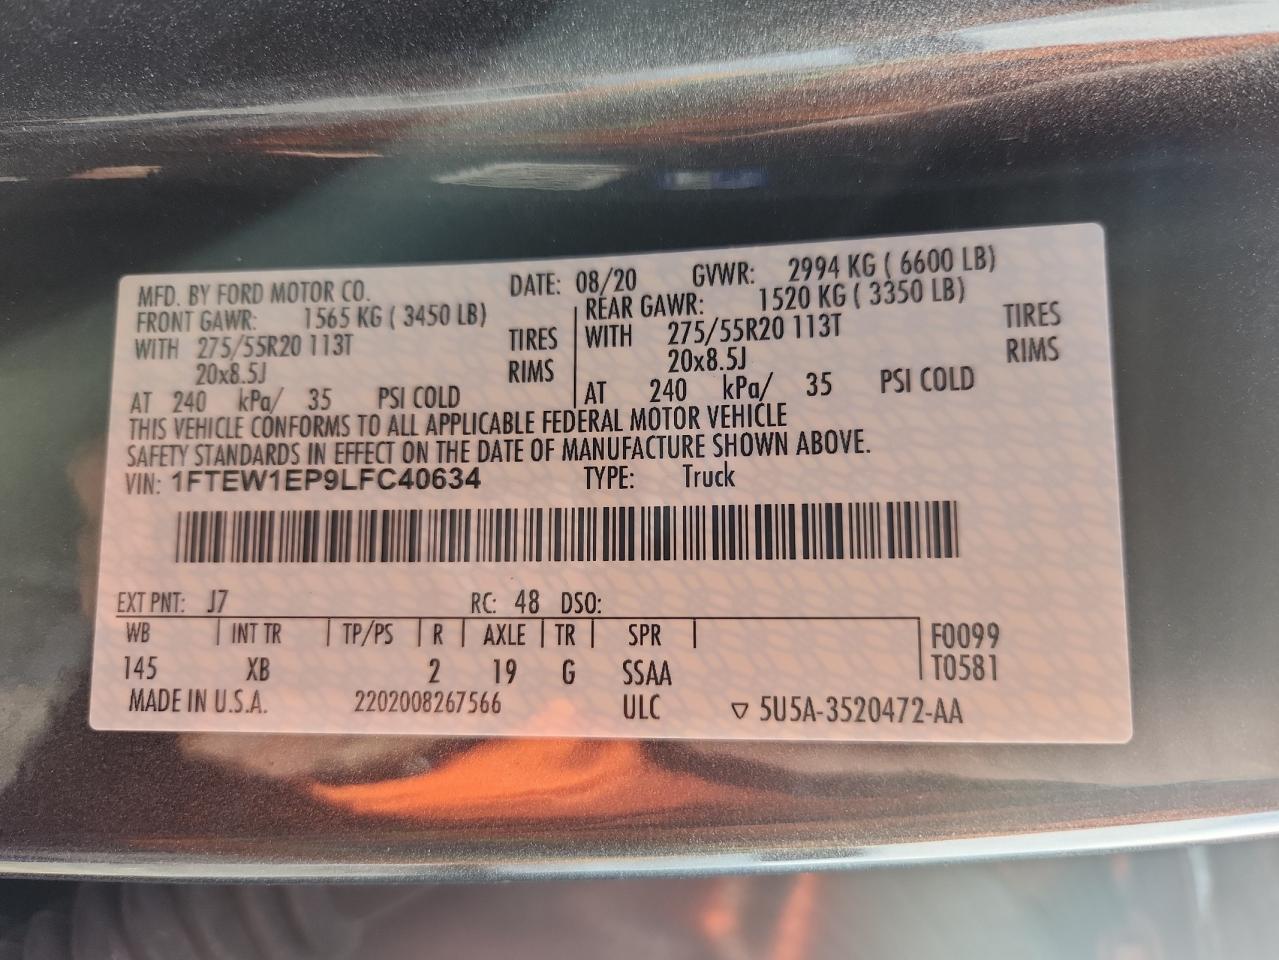 MFD. BY FORD MOTOR CO. DATE: 08/20 GVWR: 2994 KG ( 6600 LB)
FRONT GAWR: 1565 KG ( 3450 LB) REAR GAWR: 1520 KG ( 3350 LB)
WITH 275/55R20 113T TIRES WITH 275/55R20 113T TIRES
20x8.5J RIMS 20x8.5J RIMS
AT 240 kPa/ 35 PSI COLD AT 240 kPa/ 35 PSI COLD
THIS VEHICLE CONFORMS TO ALL APPLICABLE FEDERAL MOTOR VEHICLE
SAFETY STANDARDS IN EFFECT ON THE DATE OF MANUFACTURE SHOWN ABOVE.
VIN: 1FTEW1EP9LFC40634 TYPE: Truck
EXT PNT: J7 RC: 48 DSO:
WB INT TR TP/PS R AXLE TR SPR F0099
145 XB 2 19 G SSAA T0581
MADE IN U.S.A. 2202008267566 ULC ▽ 5U5A-3520472-AA